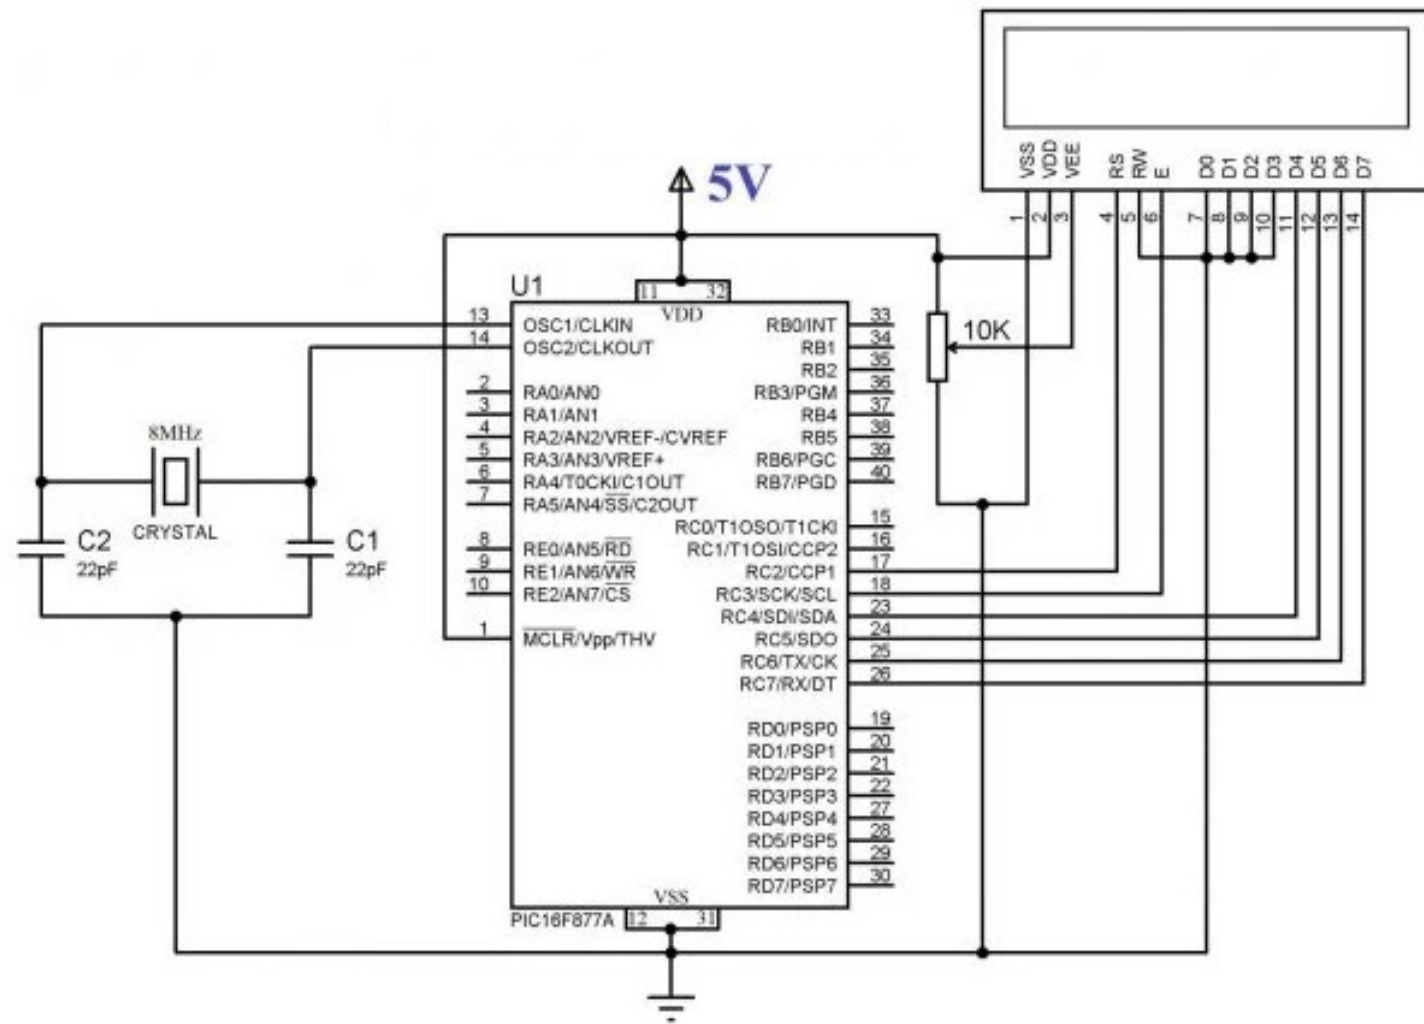 VSS
VDD
VEE
RS
RW
E
D0
D1
D2
D3
D4
D5
D6
D7
1
2
3
4
5
6
7
8
9
10
11
12
13
14
5V
U1
11 32
VDD
13 OSC1/CLKIN
14 OSC2/CLKOUT
2 RA0/AN0
3 RA1/AN1
4 RA2/AN2/VREF-/CVREF
5 RA3/AN3/VREF+
6 RA4/T0CKI/C1OUT
7 RA5/AN4/SS/C2OUT
8 RE0/AN5/RD
9 RE1/AN6/WR
10 RE2/AN7/CS
1 MCLR/Vpp/THV
RB0/INT 33
RB1 34
RB2 35
RB3/PGM 36
RB4 37
RB5 38
RB6/PGC 39
RB7/PGD 40
RC0/T1OSO/T1CKI 15
RC1/T1OSI/CCP2 16
RC2/CCP1 17
RC3/SCK/SCL 18
RC4/SDI/SDA 23
RC5/SDO 24
RC6/TX/CK 25
RC7/RX/DT 26
RD0/PSP0 19
RD1/PSP1 20
RD2/PSP2 21
RD3/PSP3 22
RD4/PSP4 27
RD5/PSP5 28
RD6/PSP6 29
RD7/PSP7 30
VSS
12 31
PIC16F877A
10K
8MHz
CRYSTAL
C2
22pF
C1
22pF